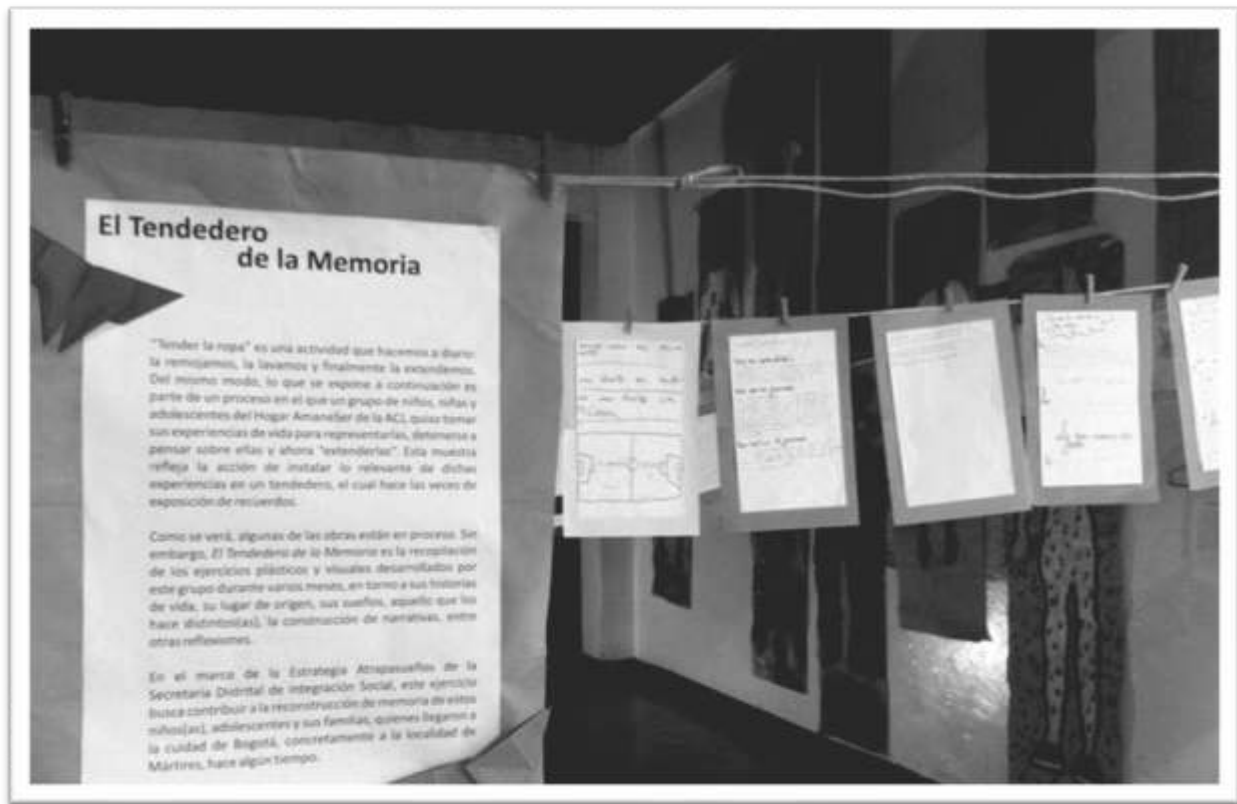 El Tendedero
de la Memoria
"Tender la ropa" es una actividad que hacemos a diario:
la remojamos, la lavamos y finalmente la extendemos.
Del mismo modo, lo que se expone a continuación es
parte de un proceso en el que un grupo de niños, niñas y
adolescentes del Hogar AmaneSer de la ACJ, quiso tomar
sus experiencias de vida para representarlas, detenerse a
pensar sobre ellas y ahora "extenderlas". Esta muestra
refleja la acción de instalar lo relevante de dichas
experiencias en un tendedero, el cual hace las veces de
exposición de recuerdos.
Como se verá, algunas de las obras están en proceso. Sin
embargo, El Tendedero de la Memoria es la recopilación
de los ejercicios plásticos y visuales desarrollados por
este grupo durante varios meses, en torno a sus historias
de vida, su lugar de origen, sus sueños, aquello que los
hace distintos(as), la construcción de narrativas, entre
otras reflexiones.
En el marco de la Estrategia Atrapasueños de la
Secretaría Distrital de Integración Social, este ejercicio
busca contribuir a la reconstrucción de memoria de estos
niños(as), adolescentes y sus familias, quienes llegaron a
la cuidad de Bogotá, concretamente a la localidad de
Mártires, hace algún tiempo.